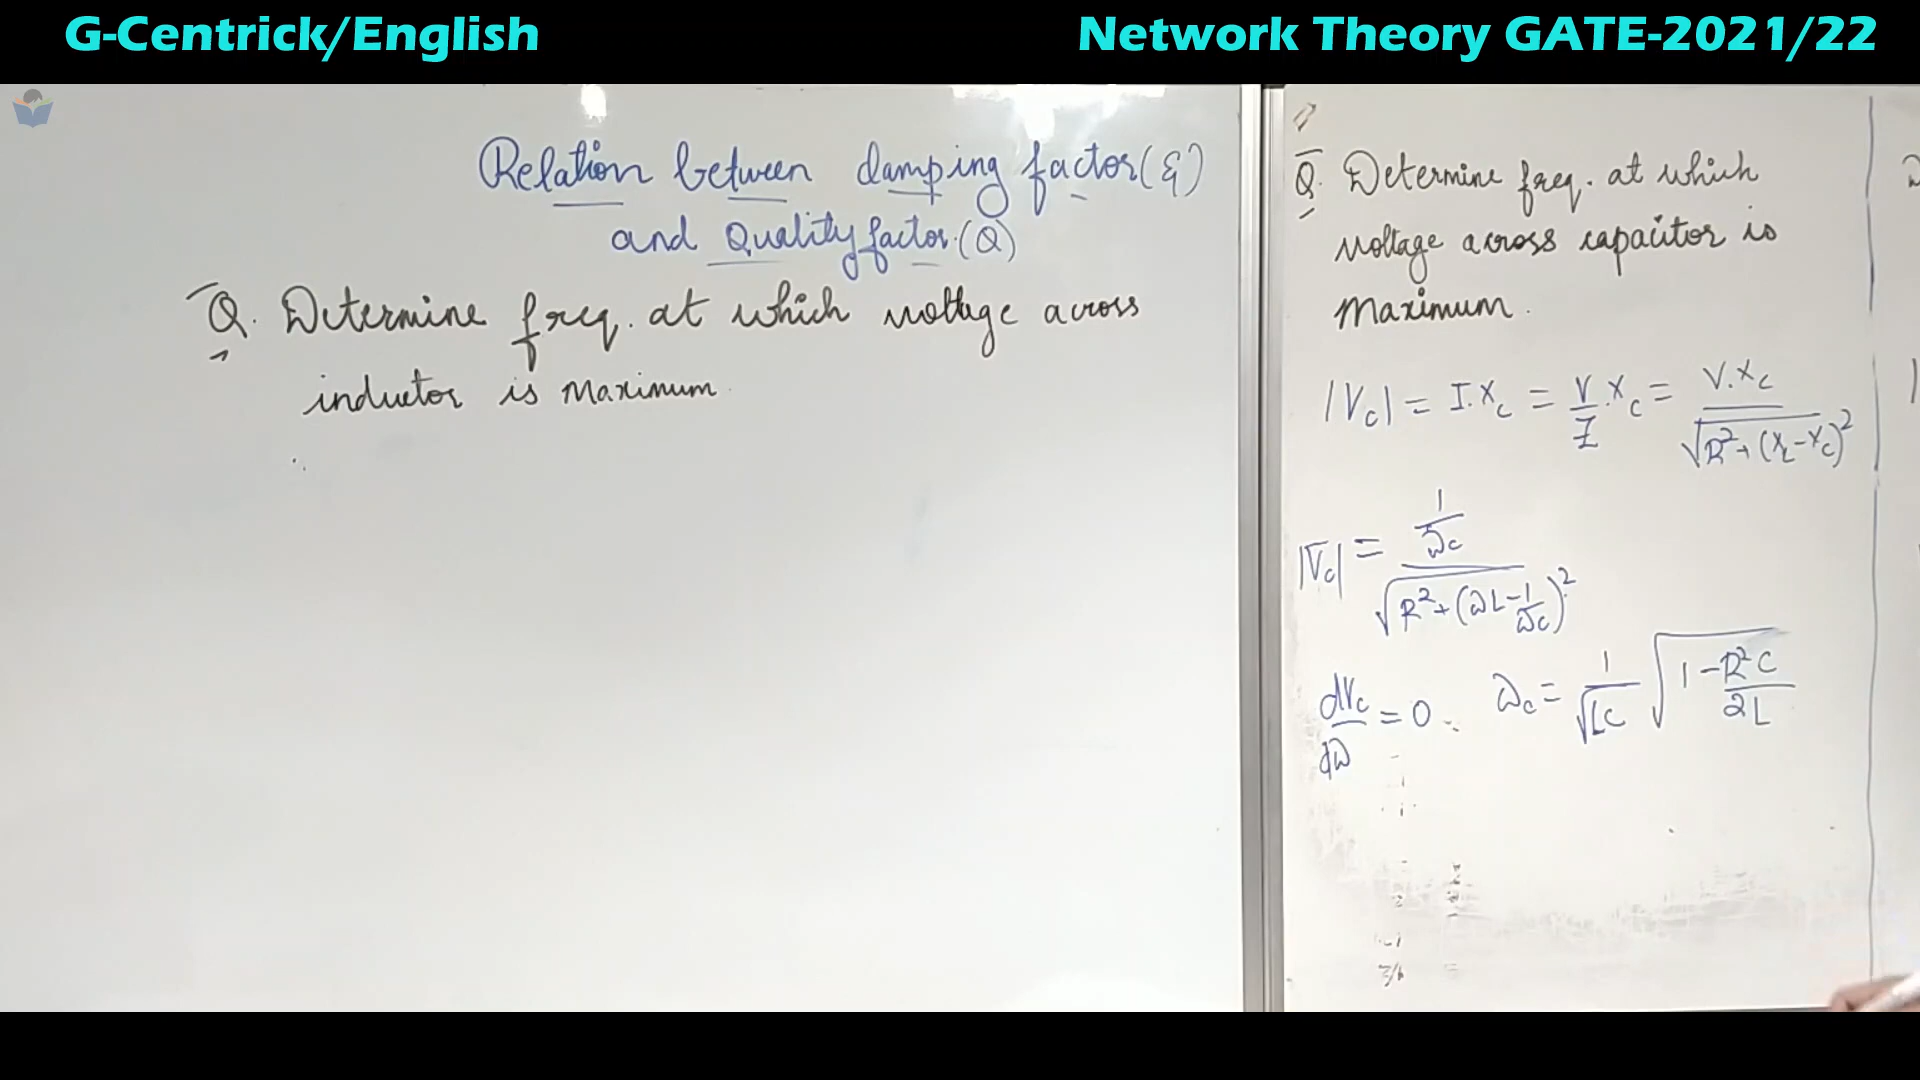 G-Centrick/English
Network Theory GATE-2021/22
Relation between damping factor (ξ)
and Quality factor. (Q)
Q. Determine freq. at which voltage across
inductor is maximum.
Q. Determine freq. at which
voltage across capacitor is
maximum.
|Vc| = I.Xc = V/Z .Xc = V.Xc / √R²+(XL-Xc)²
|Vc| = 1/ωc / √R²+(ωL-1/ωc)²
dVc/dω = 0 ωc = 1/√LC √1-R²C/2L